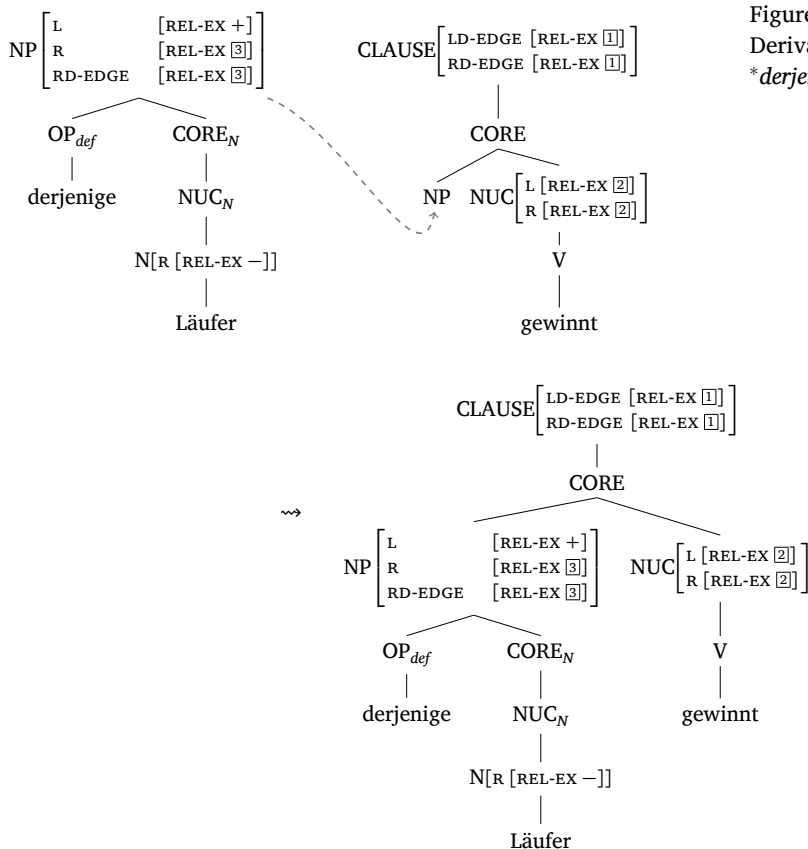 Figure
Deriva
*derje
NP[L [REL-EX +]
R [REL-EX 3]
RD-EDGE [REL-EX 3]]
OP_def CORE_N
derjenige NUC_N
N[R [REL-EX −]]
Läufer
CLAUSE[LD-EDGE [REL-EX 1]
RD-EDGE [REL-EX 1]]
CORE
NP NUC[L [REL-EX 2]
R [REL-EX 2]]
V
gewinnt
⇝
CLAUSE[LD-EDGE [REL-EX 1]
RD-EDGE [REL-EX 1]]
CORE
NP[L [REL-EX +]
R [REL-EX 3]
RD-EDGE [REL-EX 3]]
NUC[L [REL-EX 2]
R [REL-EX 2]]
OP_def CORE_N V
derjenige NUC_N gewinnt
N[R [REL-EX −]]
Läufer